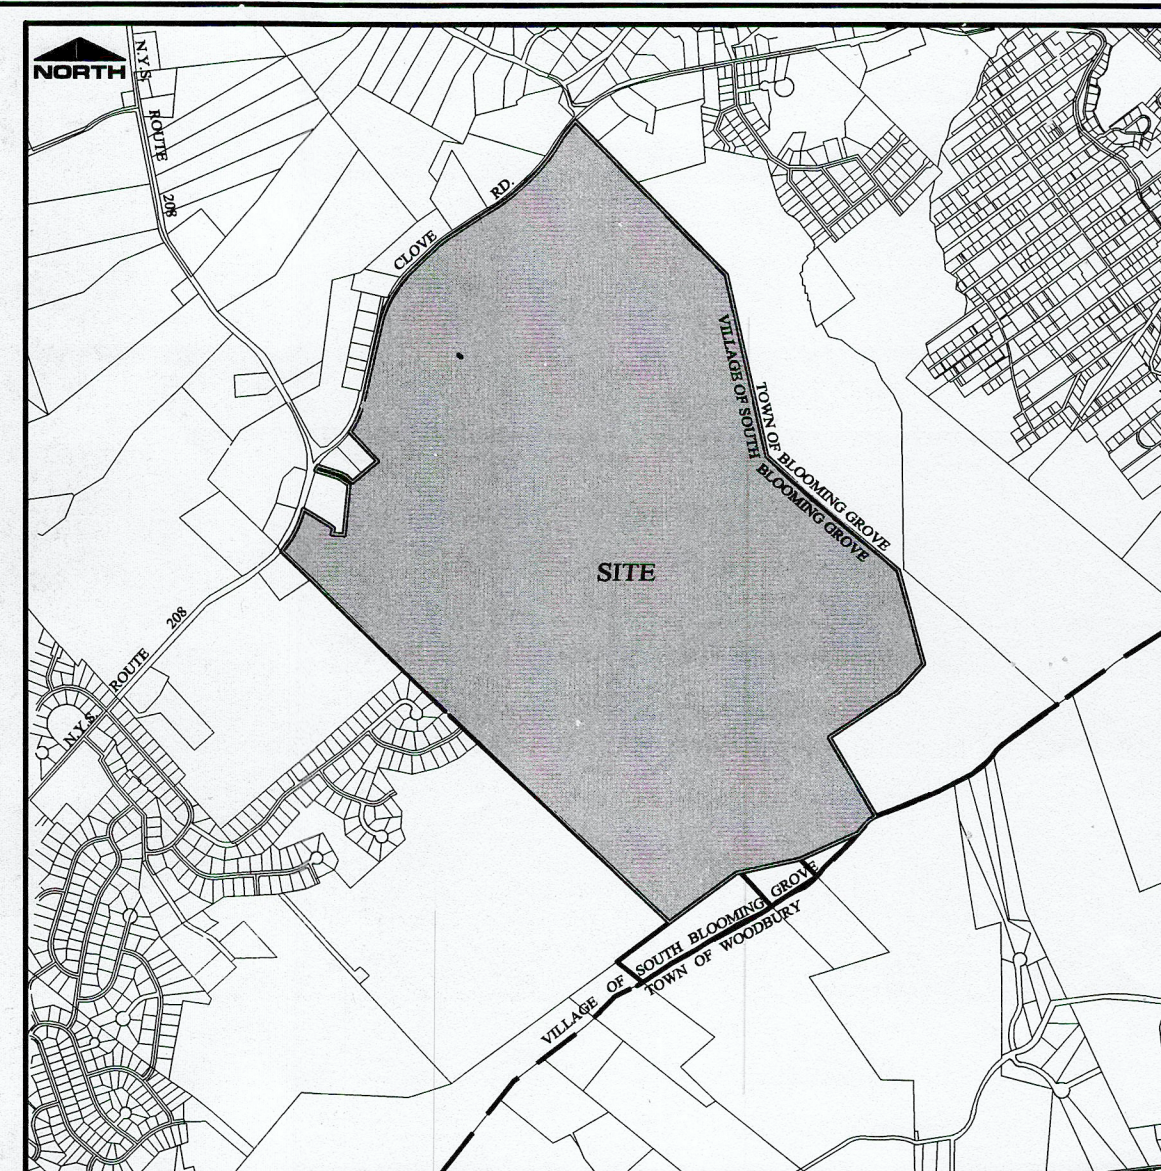 NORTH
N.Y.S. ROUTE 208
CLOVE RD.
VILLAGE OF SOUTH BLOOMING GROVE
TOWN OF BLOOMING GROVE
SITE
N.Y.S. ROUTE 208
VILLAGE OF SOUTH BLOOMING GROVE
TOWN OF WOODBURY